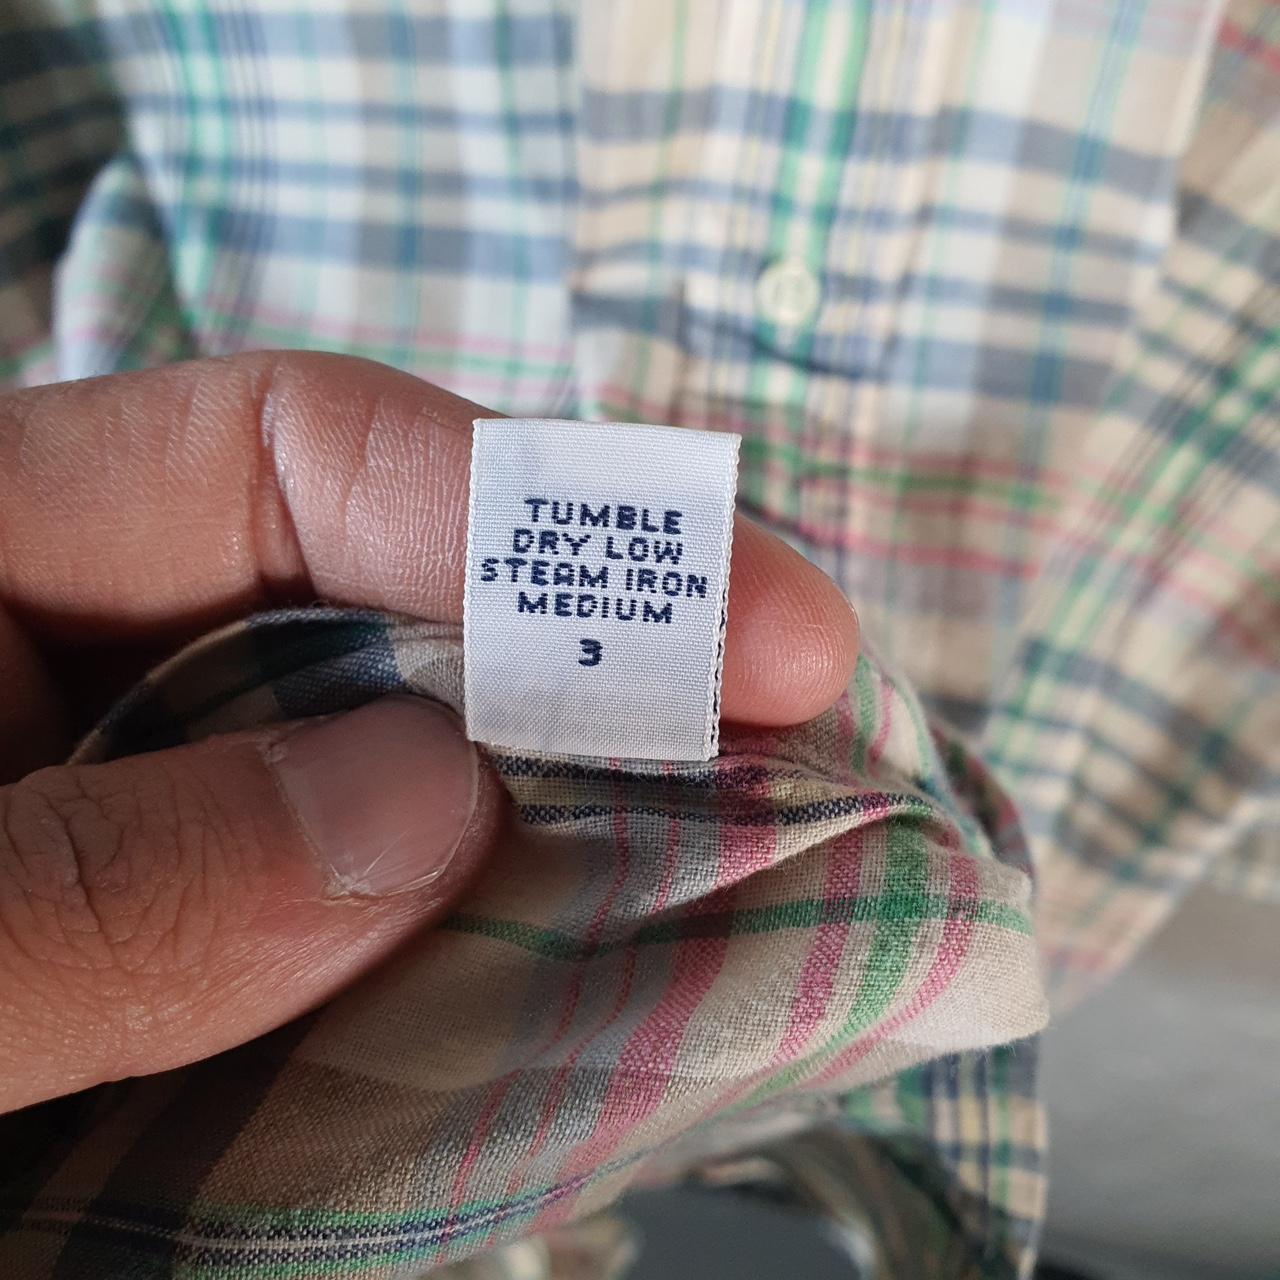 TUMBLE
DRY LOW
STEAM IRON
MEDIUM
3